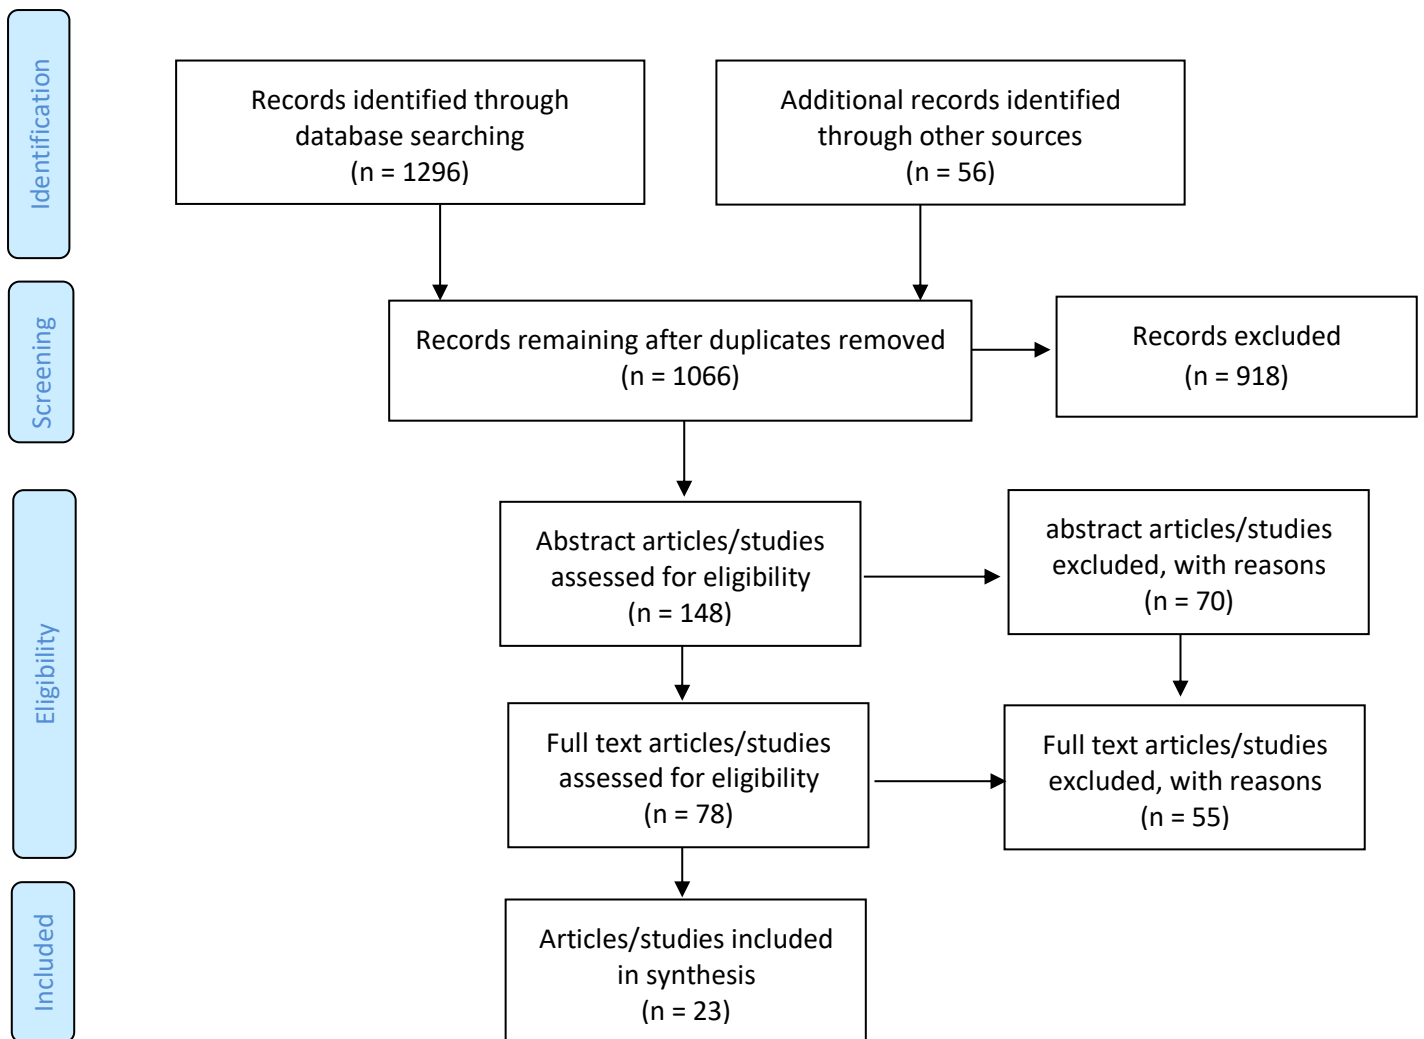 Identification
Records identified through
database searching
(n = 1296)
Additional records identified
through other sources
(n = 56)
Screening
Records remaining after duplicates removed
(n = 1066)
Records excluded
(n = 918)
Eligibility
Abstract articles/studies
assessed for eligibility
(n = 148)
abstract articles/studies
excluded, with reasons
(n = 70)
Full text articles/studies
assessed for eligibility
(n = 78)
Full text articles/studies
excluded, with reasons
(n = 55)
Included
Articles/studies included
in synthesis
(n = 23)